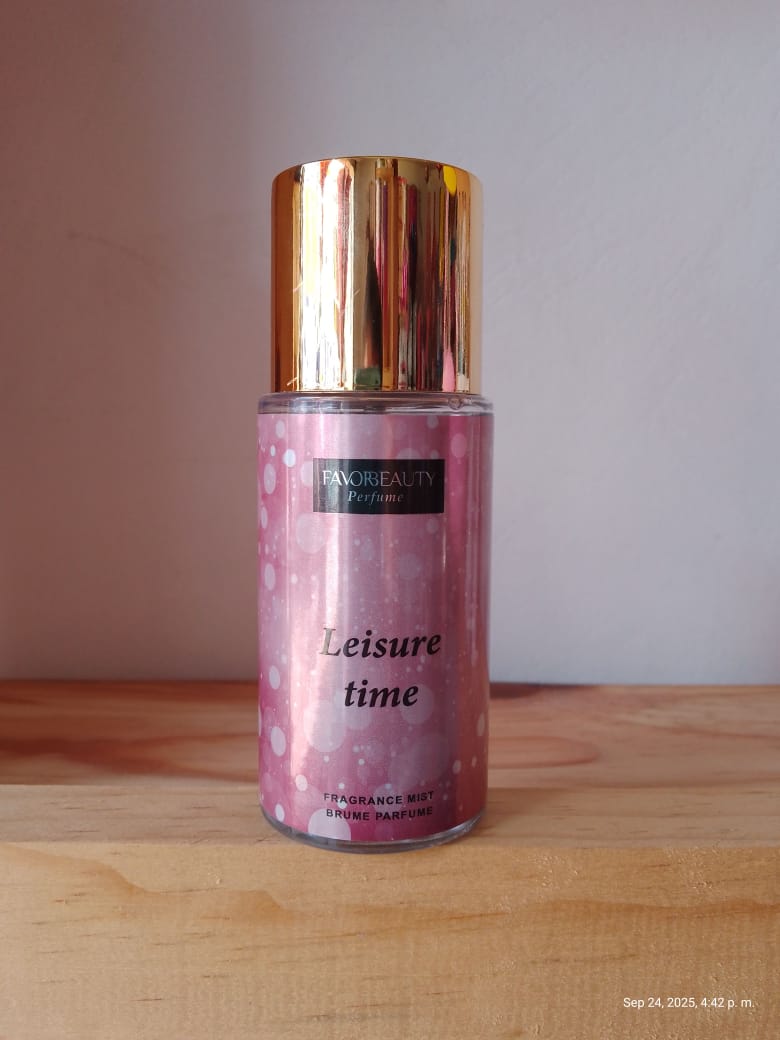 FAVORBEAUTY
Perfume
Leisure
time
FRAGRANCE MIST
BRUME PARFUME
Sep 24, 2025, 4:42 p. m.